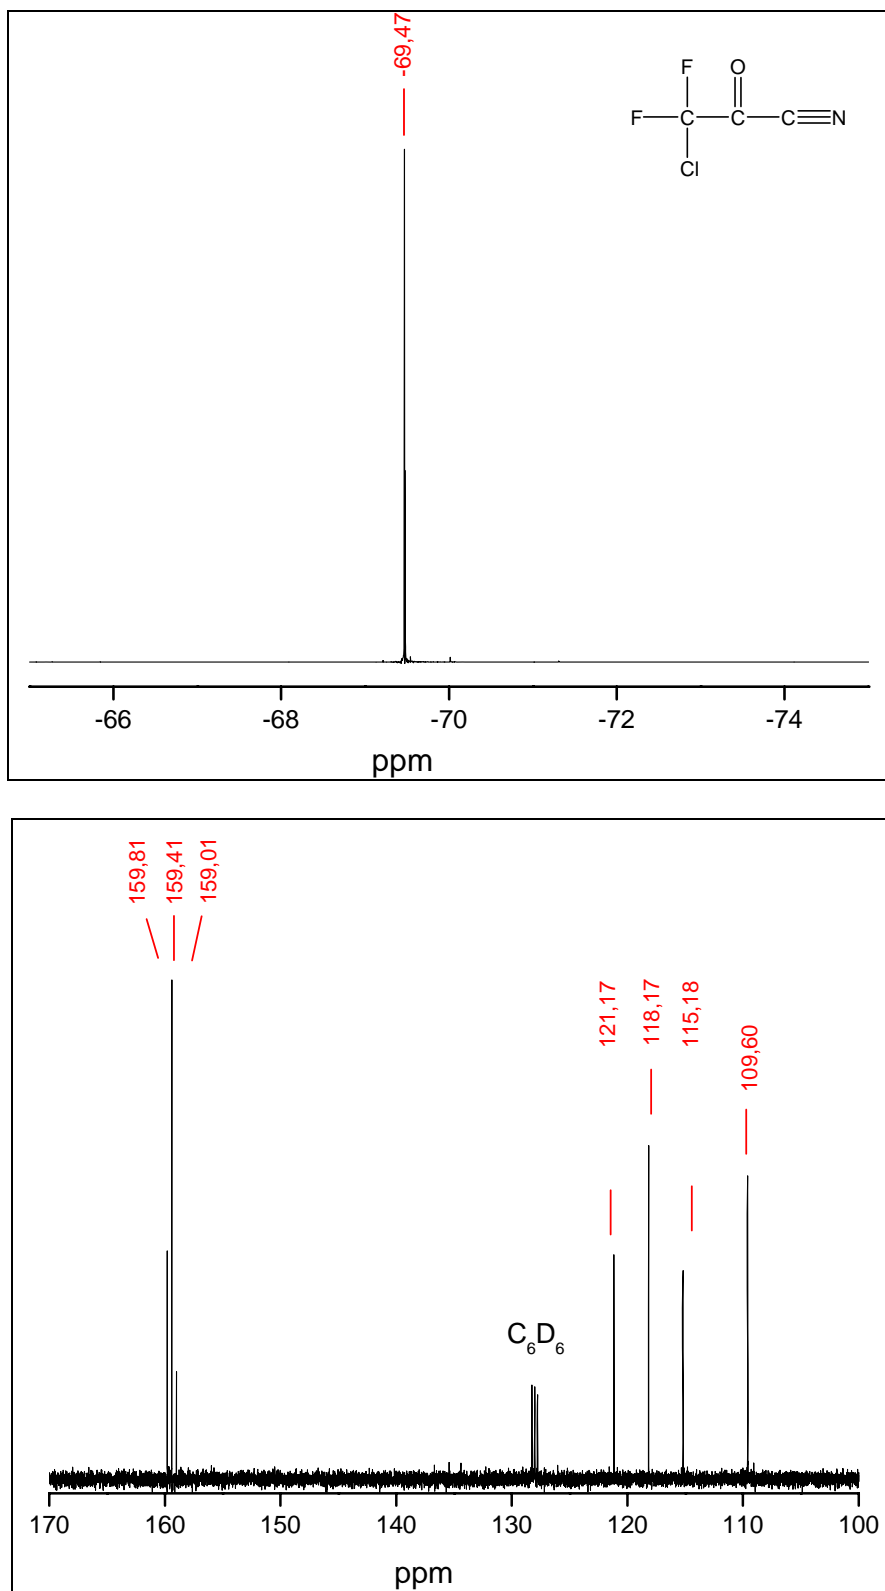 -69,47
F O
F C C C N
Cl
-66 -68 -70 -72 -74
ppm
159,81 159,41 159,01
121,17 118,17 115,18 109,60
C₆D₆
170 160 150 140 130 120 110 100
ppm